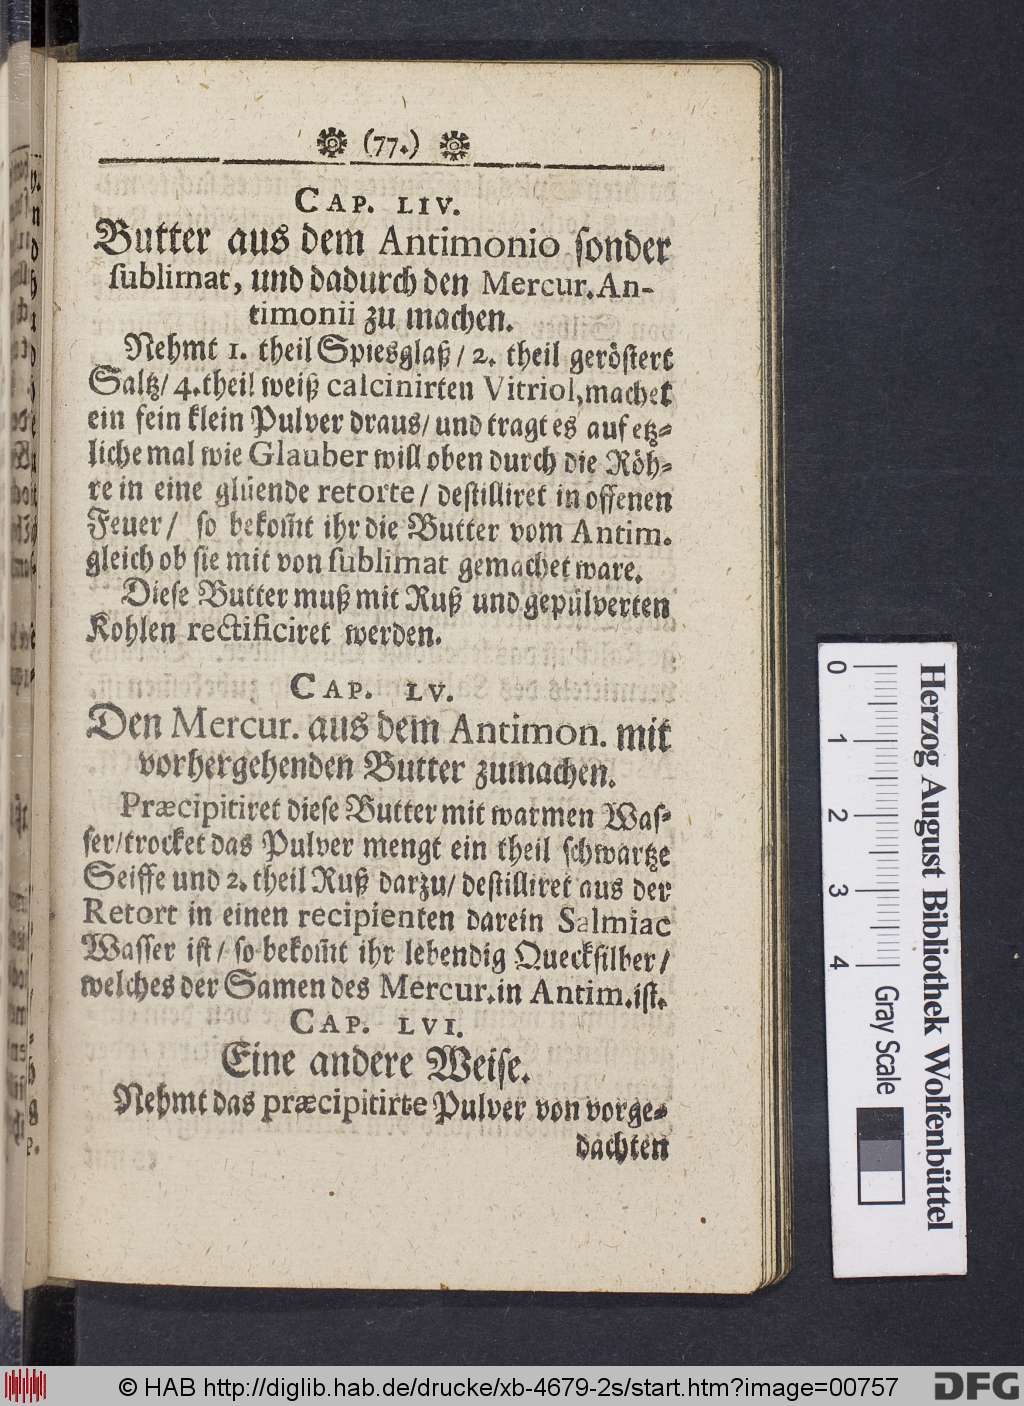 (77.)
CAP. LIV.
Butter aus dem Antimonio ſonder
ſublimat, und dadurch den Mercur. An-
timonii zu machen.
Nehmt 1. theil Spiesglaß / 2. theil geröſtert
Saltz / 4. theil weiß calcinirten Vitriol, machet
ein fein klein Pulver draus / und tragt es auf etz-
liche mal wie Glauber will oben durch die Röh-
re in eine glüende retorte / deſtilliret in offenen
Feuer / ſo bekom̃t ihr die Butter vom Antim.
gleich ob ſie mit von ſublimat gemachet ware.
Dieſe Butter muß mit Ruß und gepülverten
Kohlen rectificiret werden.
CAP. LV.
Den Mercur. aus dem Antimon. mit
vorhergehenden Butter zumachen.
Præcipitiret dieſe Butter mit warmen Waſ-
ſer / trocket das Pulver mengt ein theil ſchwartze
Seiffe und 2. theil Ruß darzu / deſtilliret aus der
Retort in einen recipienten darein Salmiac
Waſſer iſt / ſo bekom̃t ihr lebendig Queckſilber /
welches der Samen des Mercur. in Antim. iſt.
CAP. LVI.
Eine andere Weiſe.
Nehmt das præcipitirte Pulver von vorge-
dachten
0 1 2 3 4
Herzog August Bibliothek Wolfenbüttel
Gray Scale
© HAB http://diglib.hab.de/drucke/xb-4679-2s/start.htm?image=00757
DFG